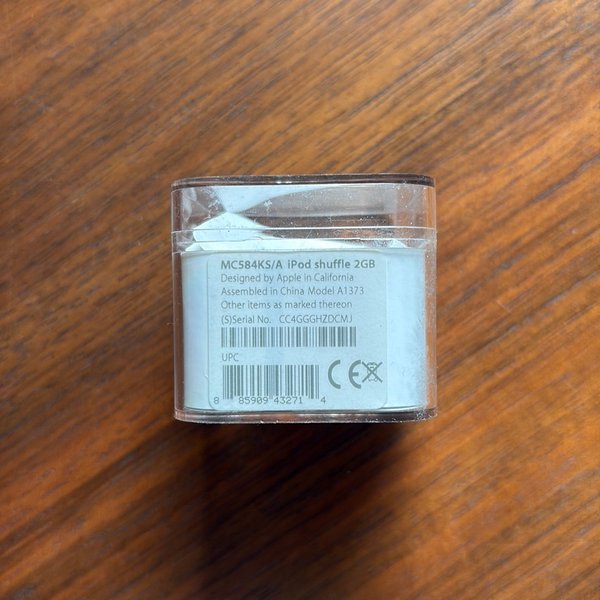 MC584KS/A iPod shuffle 2GB
Designed by Apple in California
Assembled in China Model A1373
Other items as marked thereon
(S)Serial No. CC4GGGHZDCMJ
UPC
CE
8 85909 43271 4